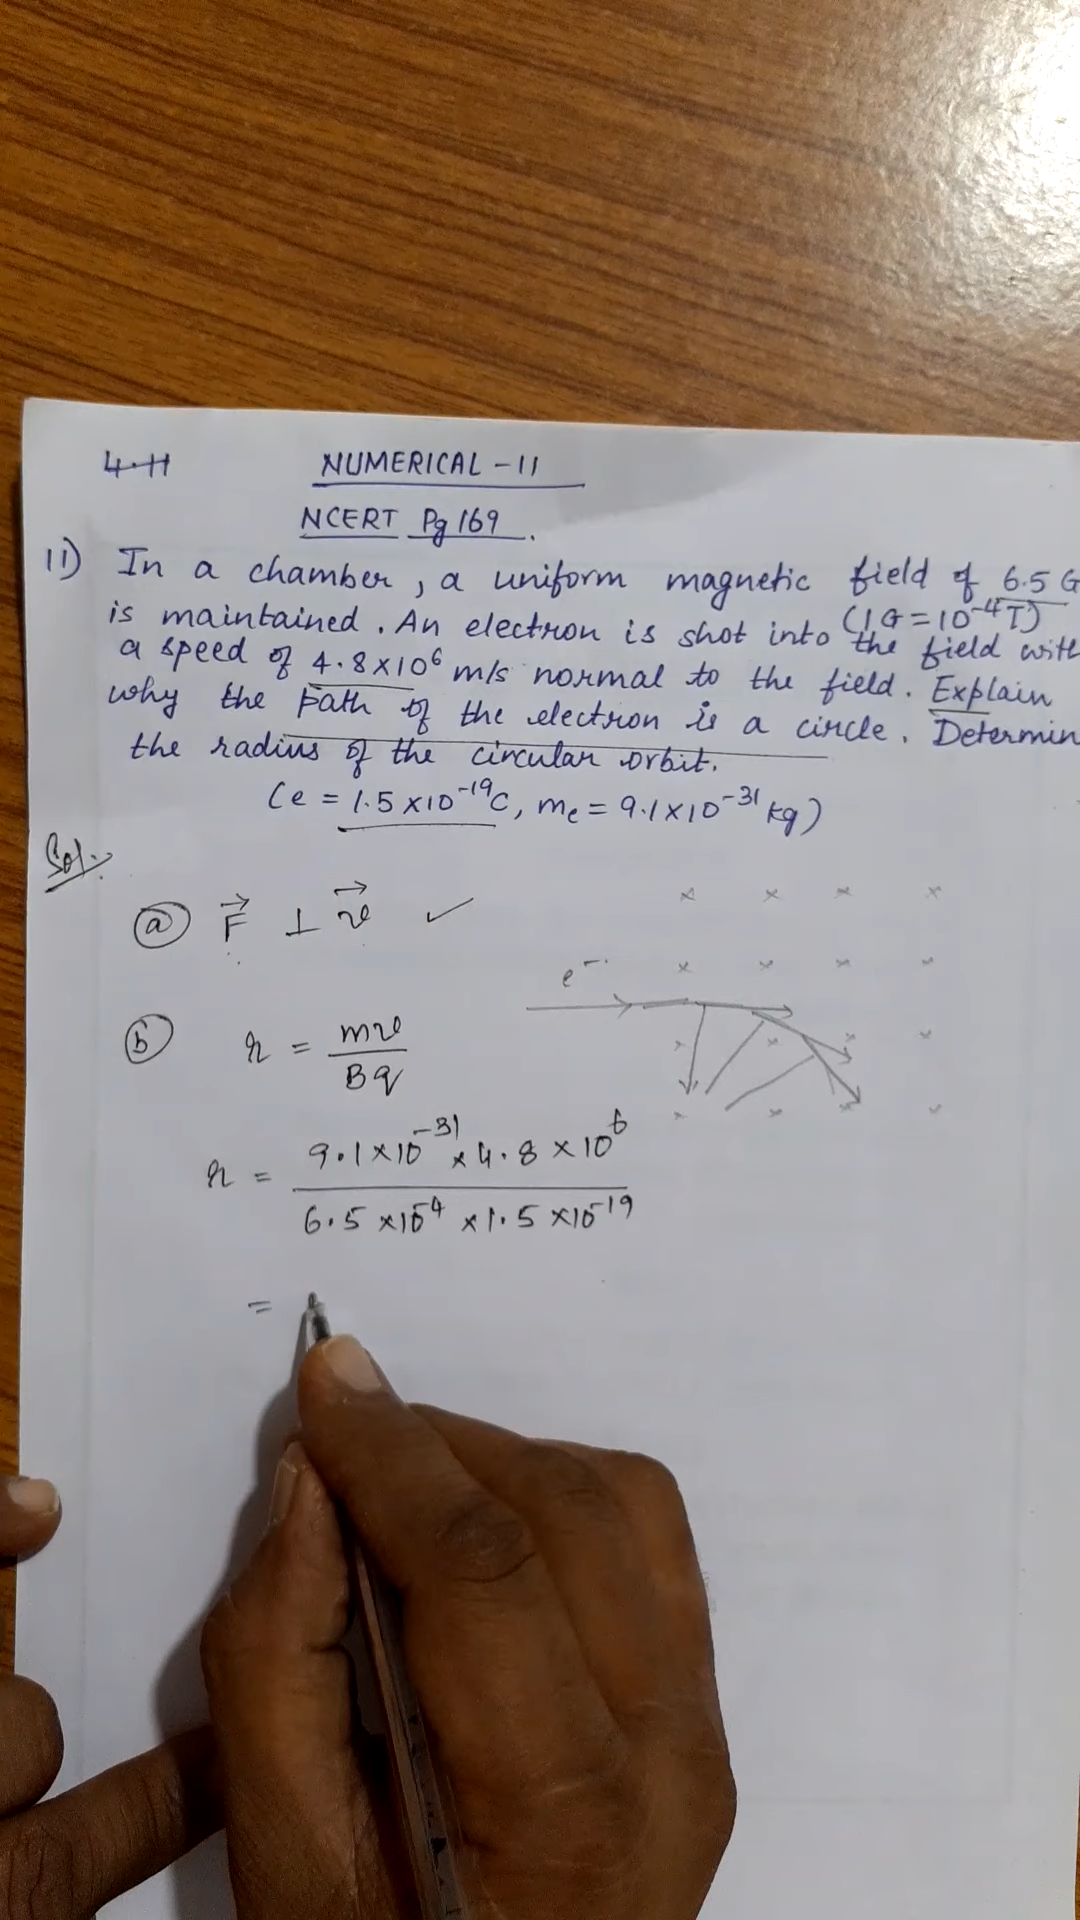 4.11
NUMERICAL - 11
NCERT Pg 169.
11) In a chamber, a uniform magnetic field of 6.5 G
(1 G = 10⁻⁴T)
is maintained. An electron is shot into the field with
a speed of 4.8×10⁶ m/s normal to the field. Explain
why the path of the electron is a circle. Determin
the radius of the circular orbit.
(e = 1.5×10⁻¹⁹C, me = 9.1×10⁻³¹ kg)
Sol:
ⓐ F⃗ ⊥ v⃗ ✓
e⁻
ⓑ r = mv/Bq
r = 9.1×10⁻³¹ × 4.8×10⁶ / 6.5×10⁻⁴ × 1.5×10⁻¹⁹
=